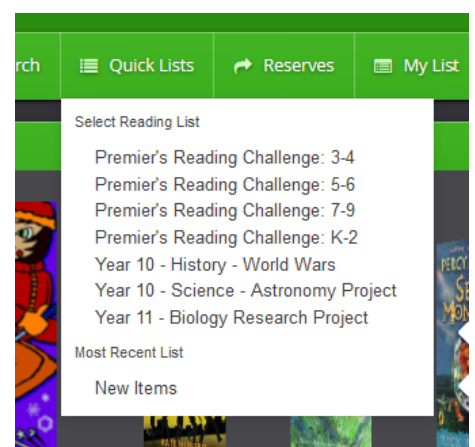 rch
Quick Lists
Reserves
My List
Select Reading List
Premier's Reading Challenge: 3-4
Premier's Reading Challenge: 5-6
Premier's Reading Challenge: 7-9
Premier's Reading Challenge: K-2
Year 10 - History - World Wars
Year 10 - Science - Astronomy Project
Year 11 - Biology Research Project
Most Recent List
New Items
PERCY